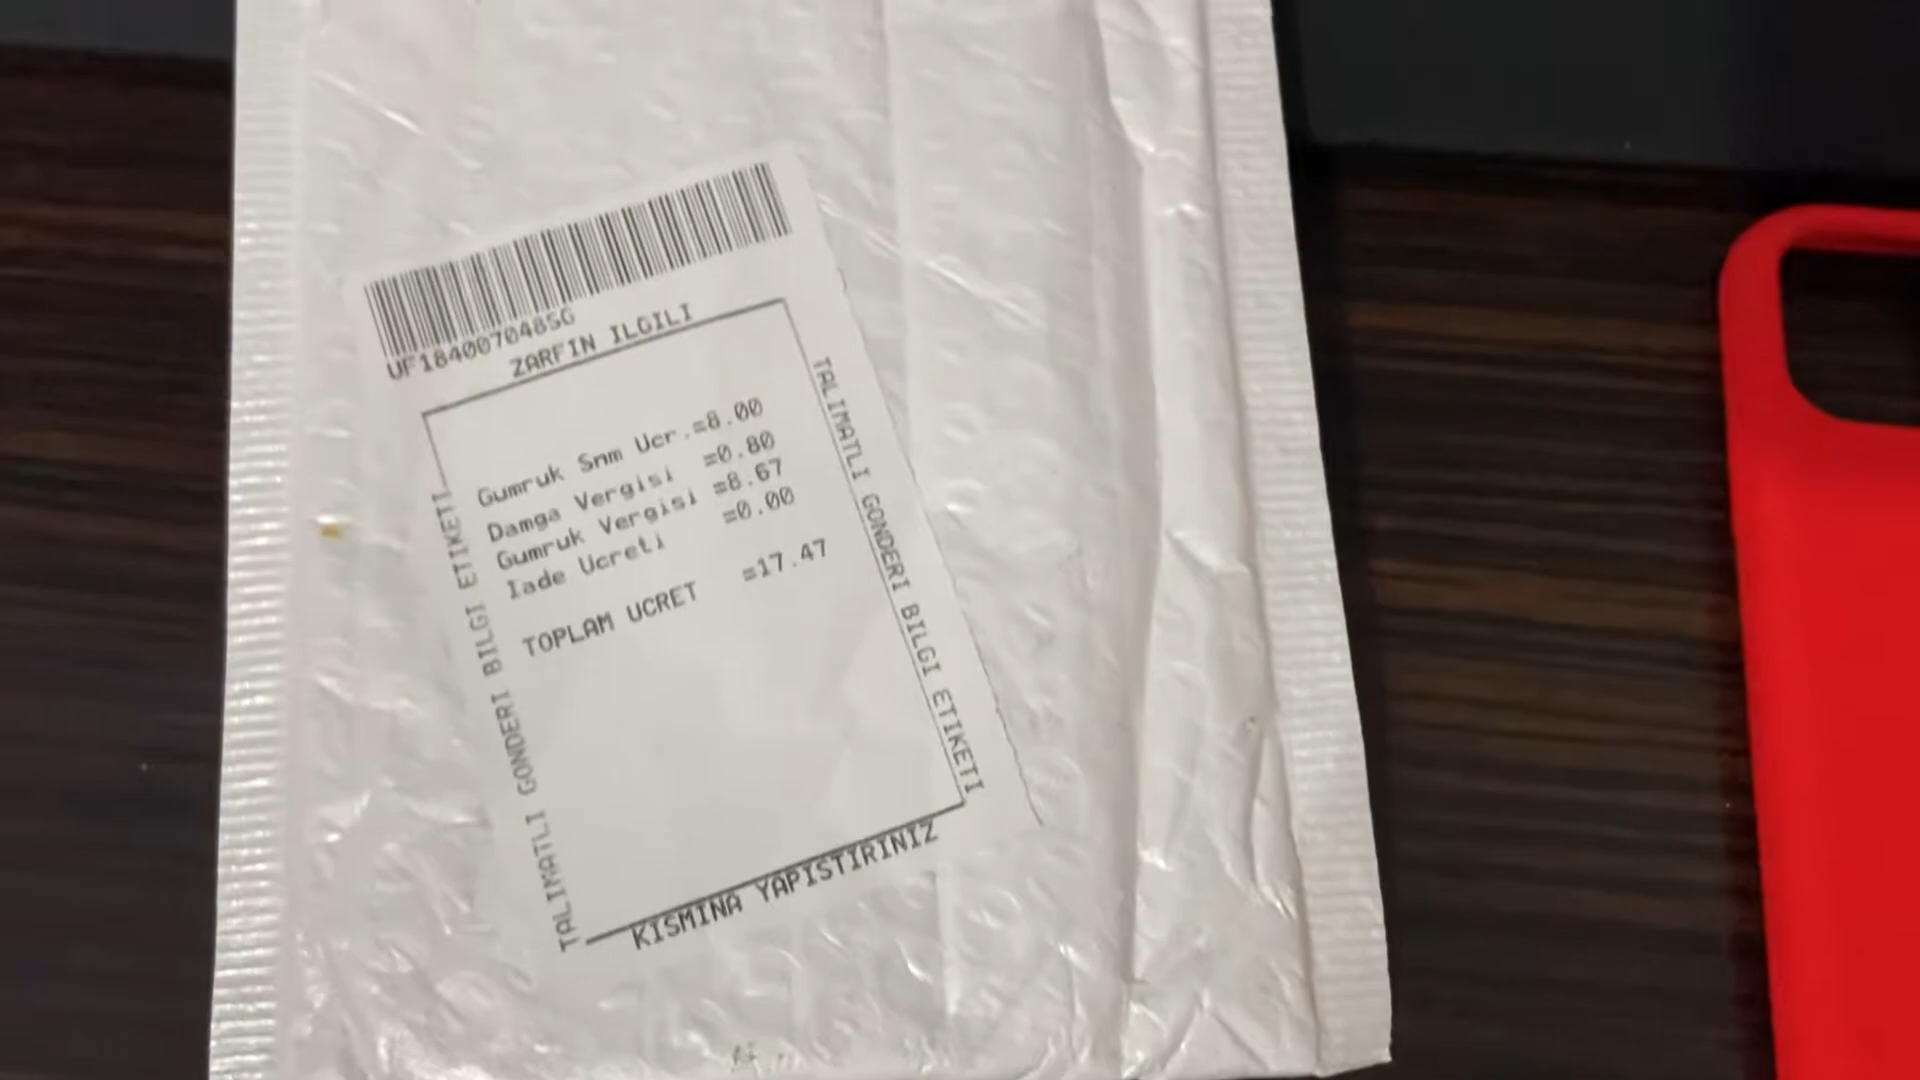 UF184007048SG
ZARFIN ILGILI
Gumruk Snm Ucr.=8.00
Damga Vergisi =0.80
Gumruk Vergisi =8.67
Iade Ucreti =0.00
TOPLAM UCRET =17.47
TALIMATLI GONDERI BILGI ETIKETI
TALIMATLI GONDERI BILGI ETIKETI
KISMINA YAPISTIRINIZ